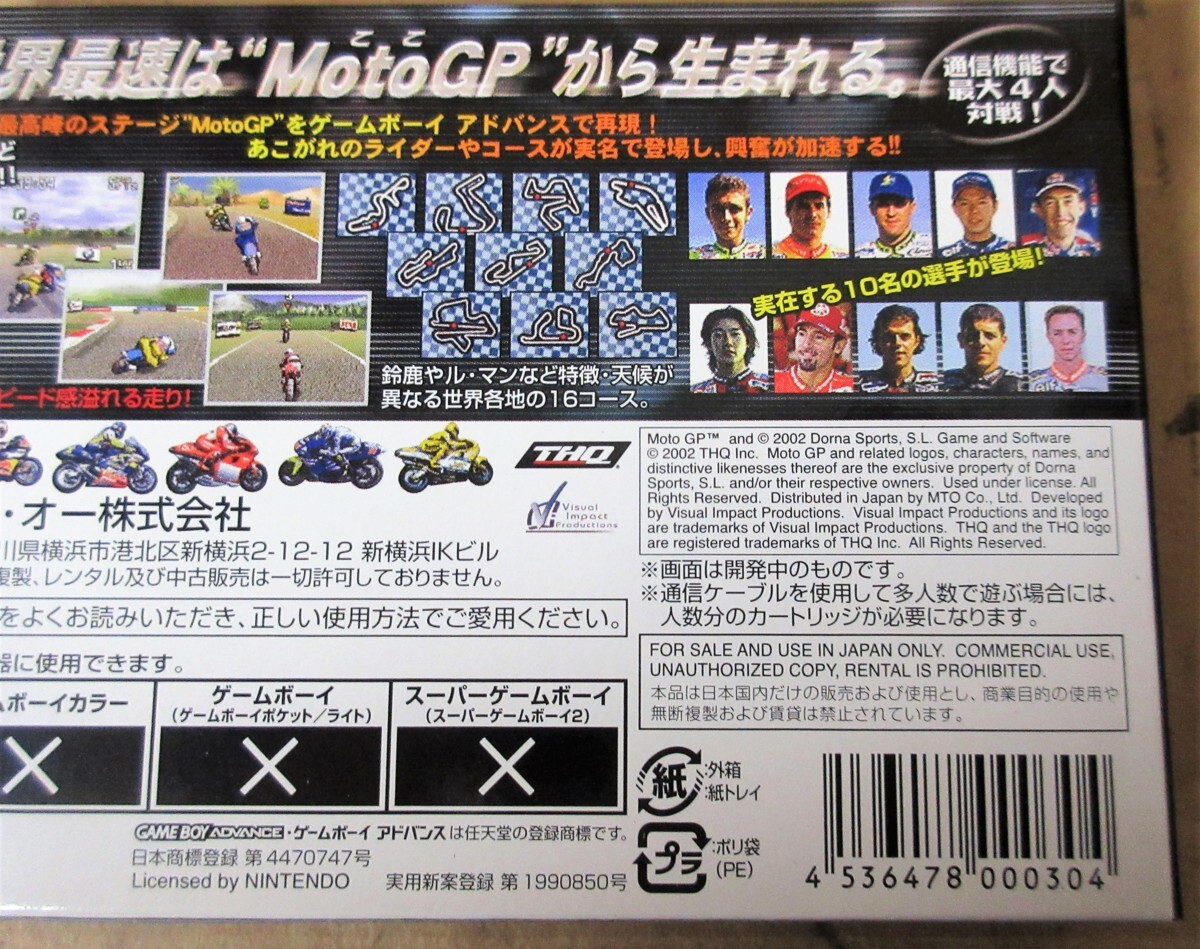 界最速は“MotoGP”から生まれる。
ここ
通信機能で
最大4人
対戦！
最高峰のステージ“MotoGP”をゲームボーイ アドバンスで再現！
あこがれのライダーやコースが実名で登場し、興奮が加速する!!
実在する10名の選手が登場！
鈴鹿やル・マンなど特徴・天候が
異なる世界各地の16コース。
ピード感溢れる走り！
THQ
Visual
Impact
Productions
・オー株式会社
川県横浜市港北区新横浜2-12-12 新横浜IKビル
複製、レンタル及び中古販売は一切許可しておりません。
をよくお読みいただき、正しい使用方法でご愛用ください。
器に使用できます。
ムボーイカラー
ゲームボーイ
（ゲームボーイポケット／ライト）
スーパーゲームボーイ
（スーパーゲームボーイ2）
GAME BOY ADVANCE・ゲームボーイ アドバンスは任天堂の登録商標です。
日本商標登録 第4470747号
Licensed by NINTENDO
実用新案登録 第1990850号
Moto GP™ and © 2002 Dorna Sports, S.L. Game and Software
© 2002 THQ Inc. Moto GP and related logos, characters, names, and
distinctive likenesses thereof are the exclusive property of Dorna
Sports, S.L. and/or their respective owners. Used under license. All
Rights Reserved. Distributed in Japan by MTO Co., Ltd. Developed
by Visual Impact Productions. Visual Impact Productions and its logo
are trademarks of Visual Impact Productions. THQ and the THQ logo
are registered trademarks of THQ Inc. All Rights Reserved.
※画面は開発中のものです。
※通信ケーブルを使用して多人数で遊ぶ場合には、
人数分のカートリッジが必要になります。
FOR SALE AND USE IN JAPAN ONLY. COMMERCIAL USE,
UNAUTHORIZED COPY, RENTAL IS PROHIBITED.
本品は日本国内だけの販売および使用とし、商業目的の使用や
無断複製および賃貸は禁止されています。
紙
:外箱
:紙トレイ
プラ
:ポリ袋
(PE)
4 536478 000304